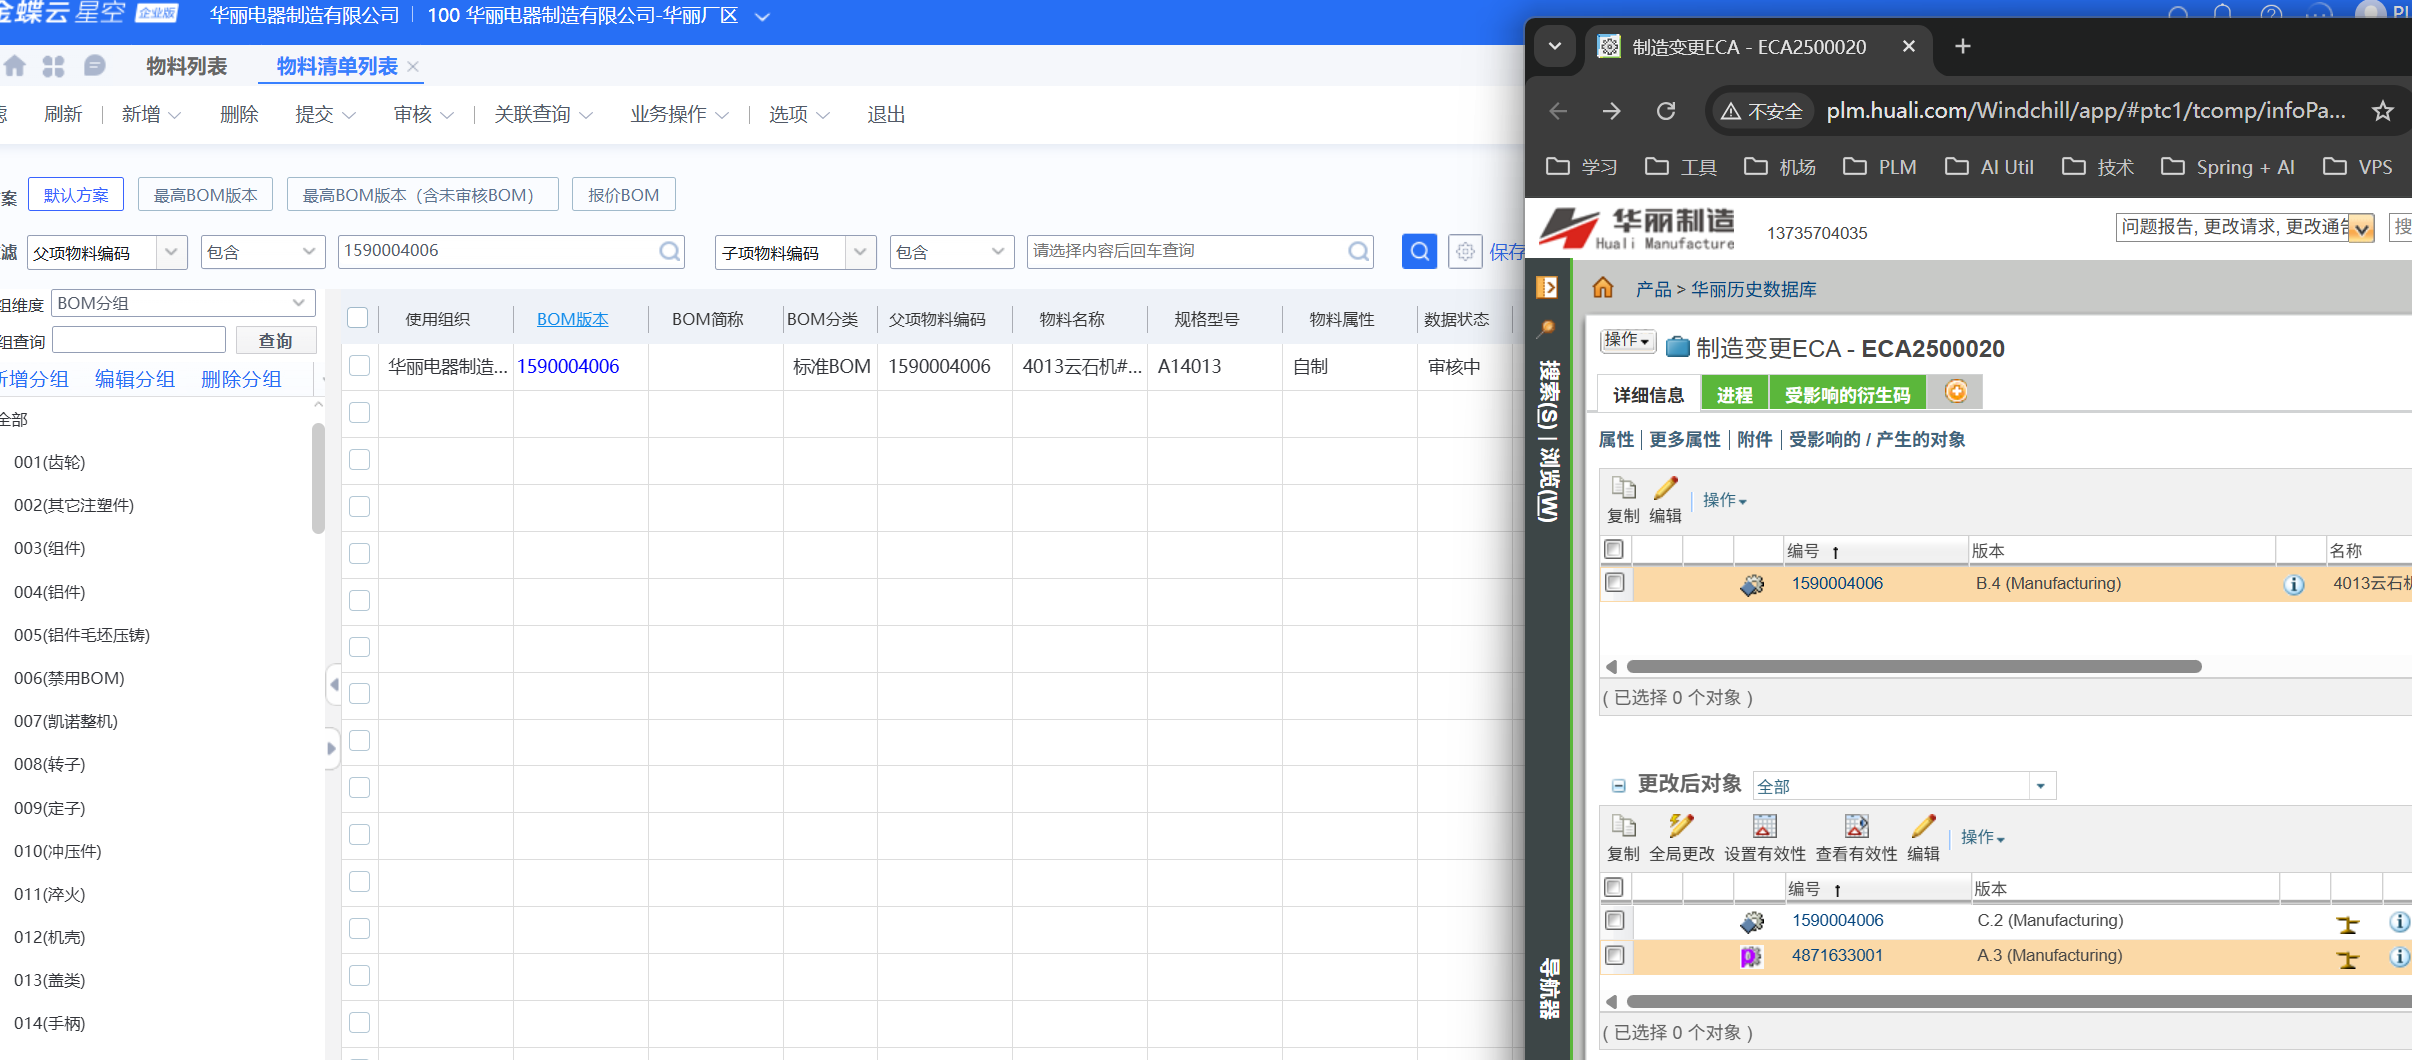 金蝶云 星空 企业版 华丽电器制造有限公司 100 华丽电器制造有限公司-华丽厂区
物料列表 物料清单列表
刷新 新增 删除 提交 审核 关联查询 业务操作 选项 退出
案 默认方案 最高BOM版本 最高BOM版本（含未审核BOM） 报价BOM
滤 父项物料编码 包含 1590004006 子项物料编码 包含 请选择内容后回车查询 保存
组维度 BOM分组
组查询 查询
新增分组 编辑分组 删除分组
全部
001(齿轮)
002(其它注塑件)
003(组件)
004(铝件)
005(铝件毛坯压铸)
006(禁用BOM)
007(凯诺整机)
008(转子)
009(定子)
010(冲压件)
011(淬火)
012(机壳)
013(盖类)
014(手柄)
使用组织 BOM版本 BOM简称 BOM分类 父项物料编码 物料名称 规格型号 物料属性 数据状态
华丽电器制造... 1590004006 标准BOM 1590004006 4013云石机#... A14013 自制 审核中
制造变更ECA - ECA2500020
不安全 plm.huali.com/Windchill/app/#ptc1/tcomp/infoPa...
学习 工具 机场 PLM AI Util 技术 Spring + AI VPS
华丽制造
Huali Manufacture
13735704035
问题报告, 更改请求, 更改通告 搜
产品 > 华丽历史数据库
搜索(S) | 浏览(W)
导航器
操作 制造变更ECA - ECA2500020
详细信息 进程 受影响的衍生码
属性 更多属性 附件 受影响的 / 产生的对象
复制 编辑 操作
编号 版本 名称
1590004006 B.4 (Manufacturing) 4013云石机
( 已选择 0 个对象 )
更改后对象 全部
复制 全局更改 设置有效性 查看有效性 编辑 操作
编号 版本
1590004006 C.2 (Manufacturing)
4871633001 A.3 (Manufacturing)
( 已选择 0 个对象 )